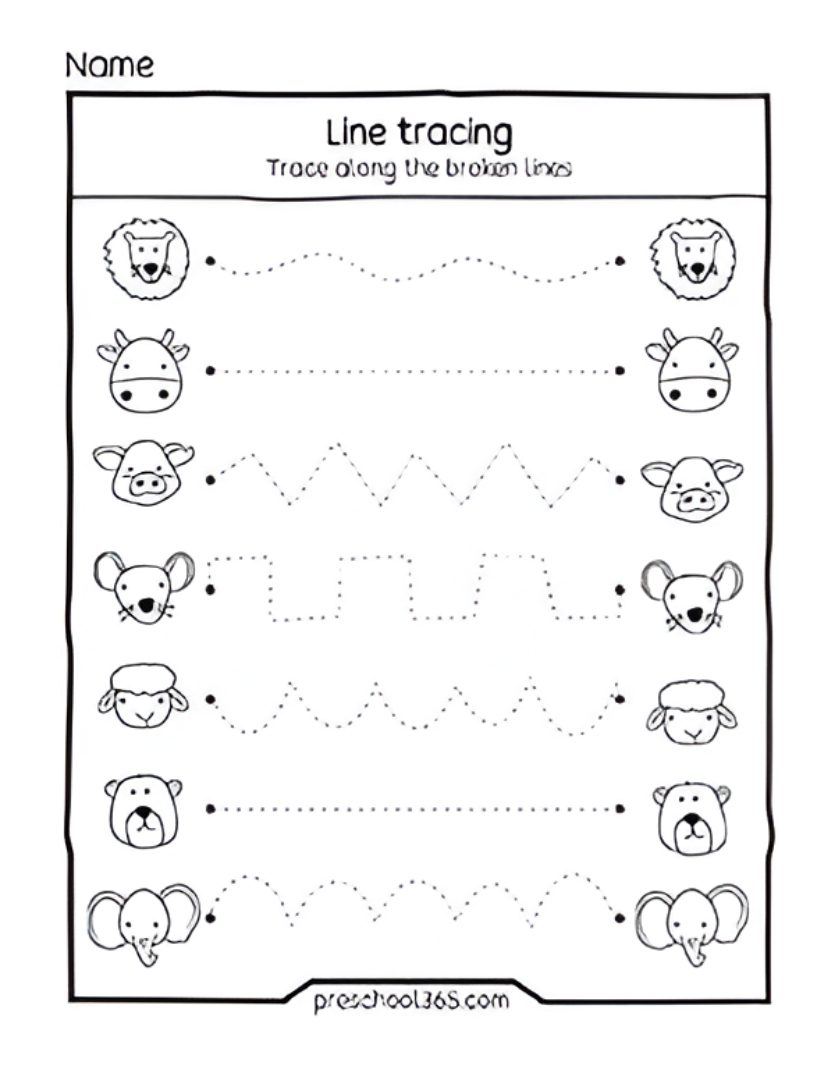 Name
Line tracing
Trace along the broken lines
preschool365.com